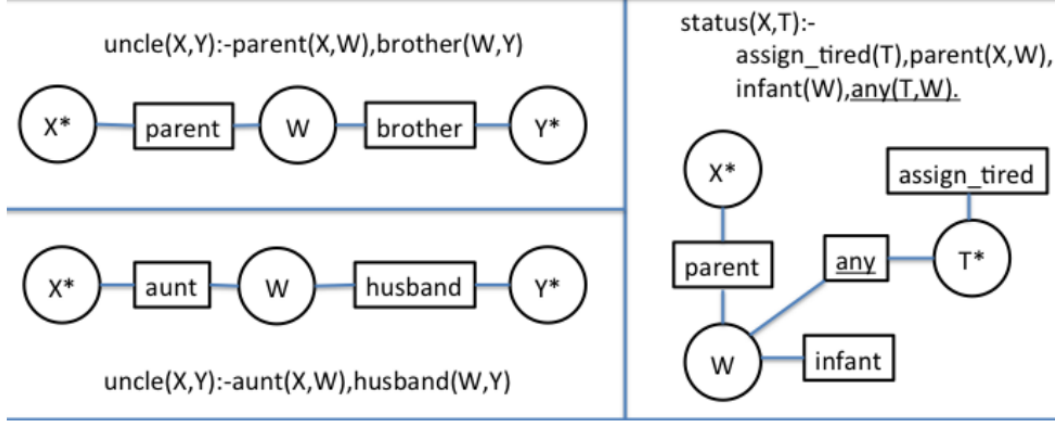 uncle(X,Y):-parent(X,W),brother(W,Y)
X* parent W brother Y*
X* aunt W husband Y*
uncle(X,Y):-aunt(X,W),husband(W,Y)
status(X,T):-
assign_tired(T),parent(X,W),
infant(W),any(T,W).
X*
assign_tired
parent
any
T*
W
infant